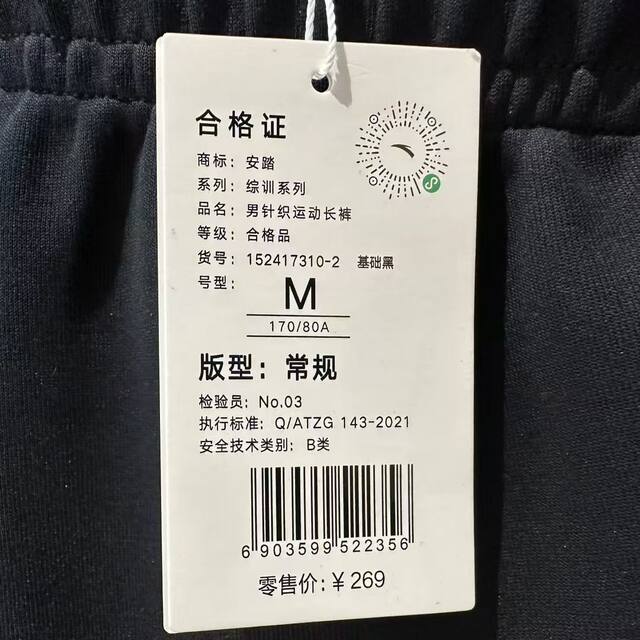 合格证
商标：安踏
系列：综训系列
品名：男针织运动长裤
等级：合格品
货号：152417310-2 基础黑
号型：
M
170/80A
版型：常规
检验员：No.03
执行标准：Q/ATZG 143-2021
安全技术类别：B类
6 903599 522356
零售价：￥269